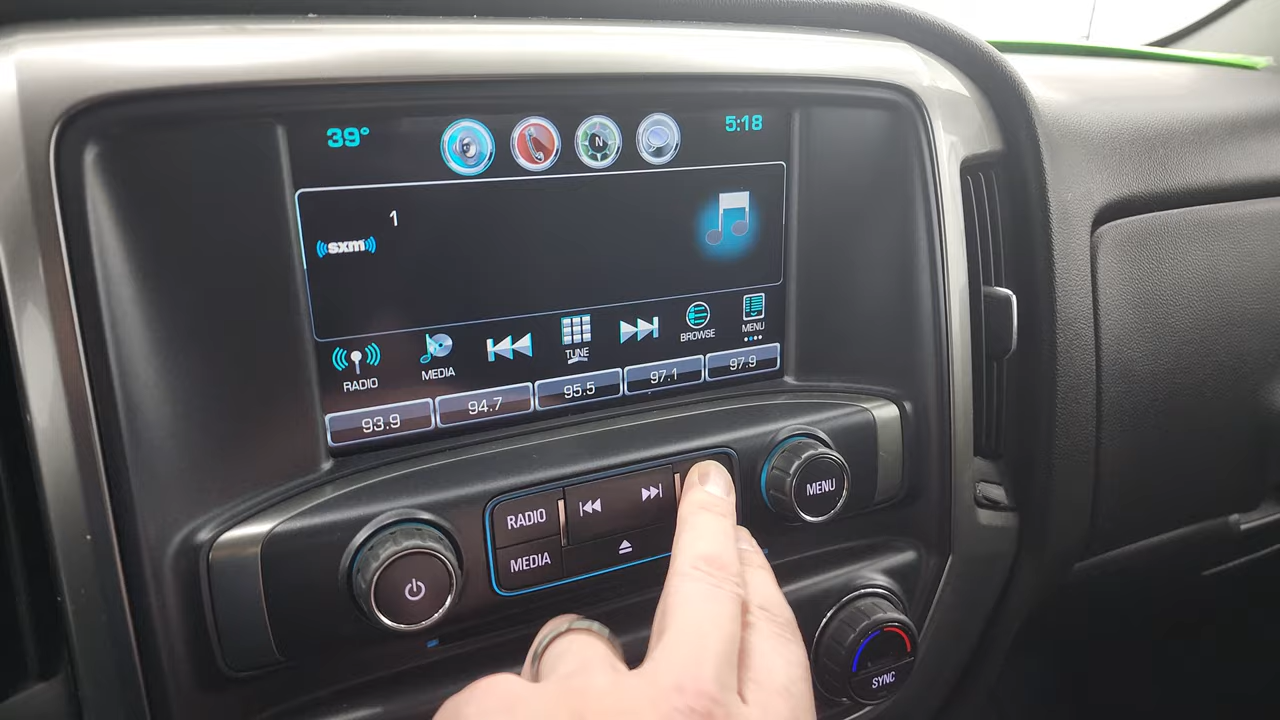 39°
N
5:18
1
((sxm))
RADIO
MEDIA
TUNE
BROWSE
MENU
93.9
94.7
95.5
97.1
97.9
RADIO
MEDIA
MENU
SYNC